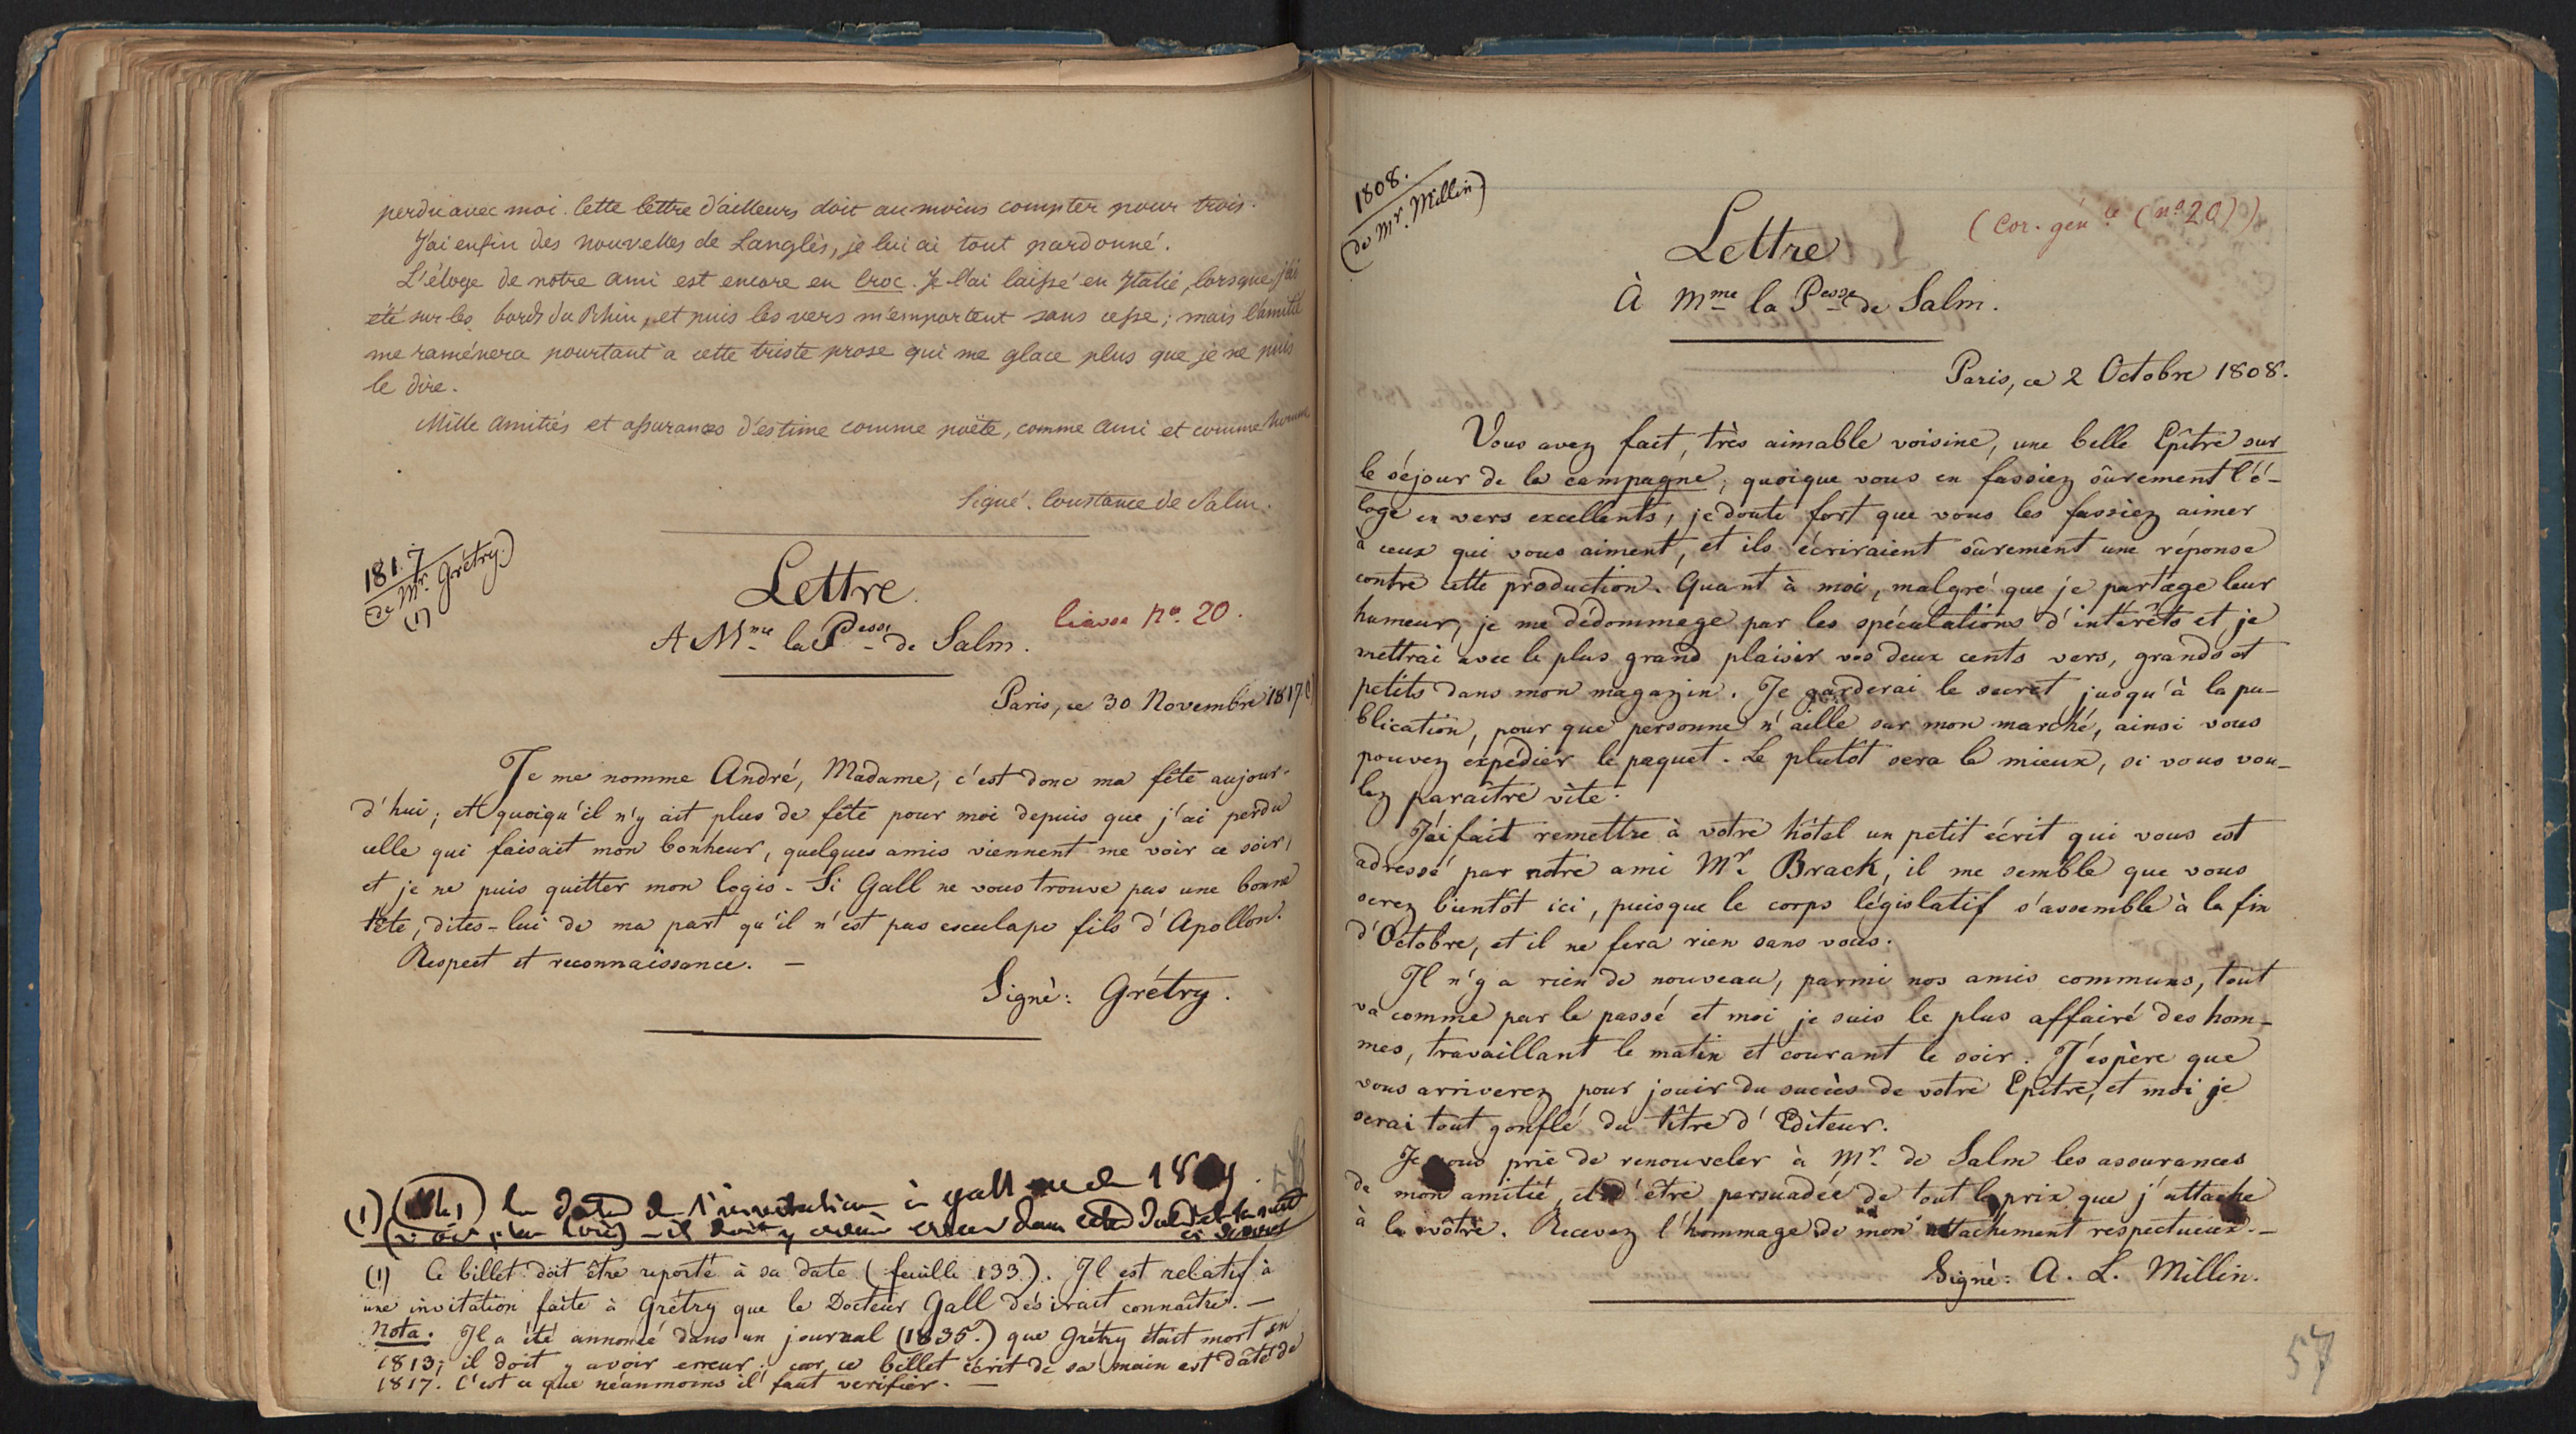 perdu avec moi. Cette lettre d'ailleurs doit au moins compter pour trois.
J'ai enfin des nouvelles de Langlès, je lui ai tout pardonné.
L'éloge de notre ami est encore en croc. Je l'ai laissé en Italie, lorsque j'ai
été sur les bords du Rhin, et puis les vers m'emportent sans cesse; mais l'amitié
me ramènera pourtant à cette triste prose qui me glace plus que je ne puis
le dire.
Mille amitiés et assurances d'estime comme poëte, comme ami et comme homme
Signé. Constance de Salm.
1817
(de Mr. Grétry.)
(1)
Lettre
liasse No. 20.
A Mme la Pesse de Salm.
Paris, ce 30 Novembre 1817
Je me nomme André, Madame, c'est donc ma fête aujour-
d'hui; et quoiqu'il n'y ait plus de fête pour moi depuis que j'ai perdu
celle qui faisait mon bonheur, quelques amis viennent me voir ce soir,
et je ne puis quitter mon logis. Si Gall ne vous trouve pas une bonne
tête, dites-lui de ma part qu'il n'est pas esculape fils d'Apollon.
Respect et reconnaissance. —
Signé: Grétry.
(1) la date de l'invitation à gall 18
il doit y avoir erreur dans cette
(1) Ce billet doit être reporté à sa date (feuille 133). Il est relatif à
une invitation faite à Grétry que le Docteur Gall désirait connaître. —
Nota. Il a été annoncé dans un journal (1835.) que Grétry était mort en
1813; il doit y avoir erreur; car, ce billet écrit de sa main est dâté de
1817. C'est ce que néanmoins il faut verifier. —
1808.
(de Mr. Millin)
(Cor. génle (no 20))
Lettre
À Mme la Pesse de Salm.
Paris, ce 2 Octobre 1808.
Vous avez fait, très aimable voisine, une belle Epître sur
le séjour de la campagne; quoique vous en fassiez sûrement l'é-
loge en vers excellents, je doute fort que vous les fassiez aimer
à ceux qui vous aiment, et ils écriraient sûrement une réponse
contre cette production. Quant à moi, malgré que je partage leur
humeur, je me dédommage par les spéculations d'intérêts et je
mettrai avec le plus grand plaisir vos deux cents vers, grands et
petits dans mon magazin. Je garderai le secret jusqu'à la pu-
blication, pour que personne n'aille sur mon marché, ainsi vous
pouvez expédier le paquet. Le plutôt sera le mieux, si vous vou-
lez paraître vîte.
J'ai fait remettre à votre hôtel un petit écrit qui vous est
adressé par notre ami Mr. Brack, il me semble que vous
serez bientôt ici, puisque le corps législatif s'assemble à la fin
d'Octobre, et il ne fera rien sans vous.
Il n'y a rien de nouveau, parmi nos amis communs, tout
va comme par le passé et moi je suis le plus affairé des hom-
mes, travaillant le matin et courant le soir. J'espère que
vous arriverez pour jouir du succès de votre Epître, et moi je
serai tout gonflé du tître d'Editeur.
Je vous prie de renouveler à Mr. de Salm les assurances
de mon amitié, et d'être persuadée de tout le prix que j'attache
à la vôtre. Recevez l'hommage de mon attachement respectueux. —
Signé: A. L. Millin.
57